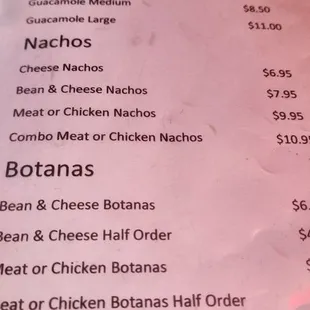 Guacamole Medium $8.50
Guacamole Large $11.00
Nachos
Cheese Nachos $6.95
Bean & Cheese Nachos $7.95
Meat or Chicken Nachos $9.95
Combo Meat or Chicken Nachos $10.9
Botanas
Bean & Cheese Botanas $6.
Bean & Cheese Half Order $
Meat or Chicken Botanas $
eat or Chicken Botanas Half Order